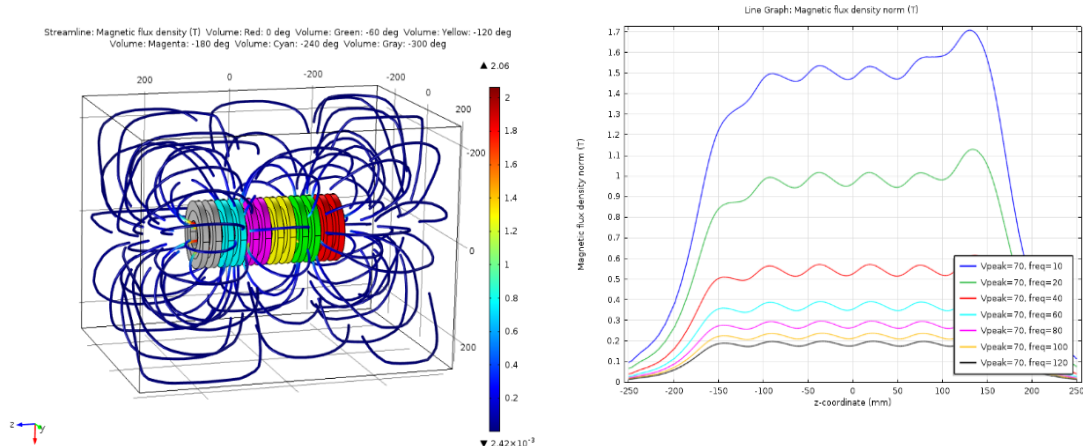 Streamline: Magnetic flux density (T) Volume: Red: 0 deg Volume: Green: -60 deg Volume: Yellow: -120 deg
Volume: Magenta: -180 deg Volume: Cyan: -240 deg Volume: Gray: -300 deg
▲ 2.06
200
0
-200
-200
0
200
-200
0
200
2
1.8
1.6
1.4
1.2
1
0.8
0.6
0.4
0.2
▼ 2.42×10⁻³
z
y
Line Graph: Magnetic flux density norm (T)
Magnetic flux density norm (T)
1.7
1.6
1.5
1.4
1.3
1.2
1.1
1
0.9
0.8
0.7
0.6
0.5
0.4
0.3
0.2
0.1
0
-250 -200 -150 -100 -50 0 50 100 150 200 250
z-coordinate (mm)
Vpeak=70, freq=10
Vpeak=70, freq=20
Vpeak=70, freq=40
Vpeak=70, freq=60
Vpeak=70, freq=80
Vpeak=70, freq=100
Vpeak=70, freq=120